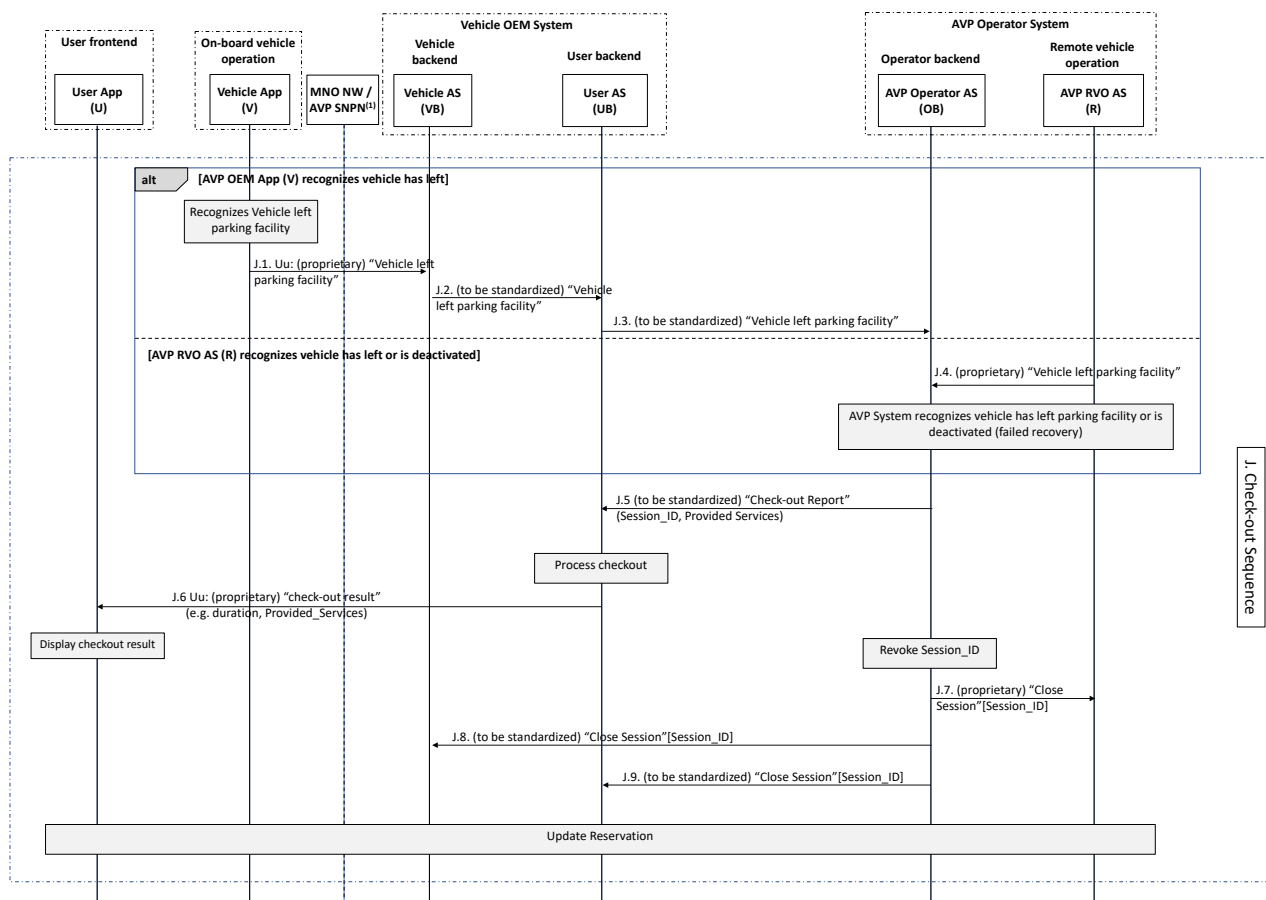 Vehicle OEM System
AVP Operator System
User frontend
On-board vehicle
operation
Vehicle
backend
User backend
Operator backend
Remote vehicle
operation
User App
(U)
Vehicle App
(V)
MNO NW /
AVP SNPN(1)
Vehicle AS
(VB)
User AS
(UB)
AVP Operator AS
(OB)
AVP RVO AS
(R)
alt
[AVP OEM App (V) recognizes vehicle has left]
Recognizes Vehicle left
parking facility
J.1. Uu: (proprietary) “Vehicle left
parking facility”
J.2. (to be standardized) “Vehicle
left parking facility”
J.3. (to be standardized) “Vehicle left parking facility”
[AVP RVO AS (R) recognizes vehicle has left or is deactivated]
J.4. (proprietary) “Vehicle left parking facility”
AVP System recognizes vehicle has left parking facility or is
deactivated (failed recovery)
J. Check-out Sequence
J.5 (to be standardized) “Check-out Report”
(Session_ID, Provided Services)
Process checkout
J.6 Uu: (proprietary) “check-out result”
(e.g. duration, Provided_Services)
Display checkout result
Revoke Session_ID
J.7. (proprietary) “Close
Session”[Session_ID]
J.8. (to be standardized) “Close Session”[Session_ID]
J.9. (to be standardized) “Close Session”[Session_ID]
Update Reservation